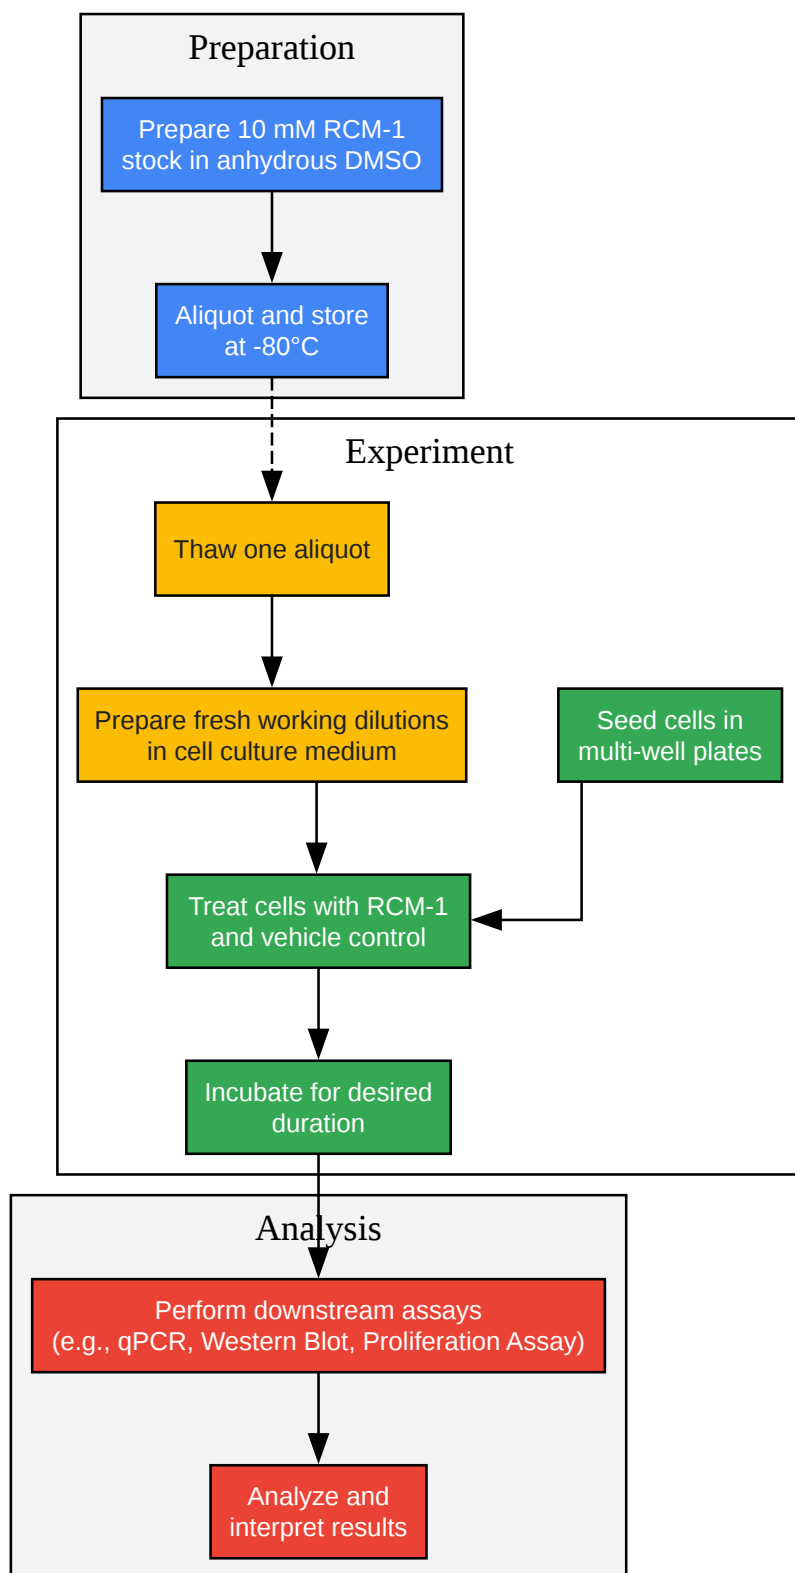 Preparation
Prepare 10 mM RCM-1
stock in anhydrous DMSO
Aliquot and store
at -80°C
Experiment
Thaw one aliquot
Prepare fresh working dilutions
in cell culture medium
Seed cells in
multi-well plates
Treat cells with RCM-1
and vehicle control
Incubate for desired
duration
Analysis
Perform downstream assays
(e.g., qPCR, Western Blot, Proliferation Assay)
Analyze and
interpret results